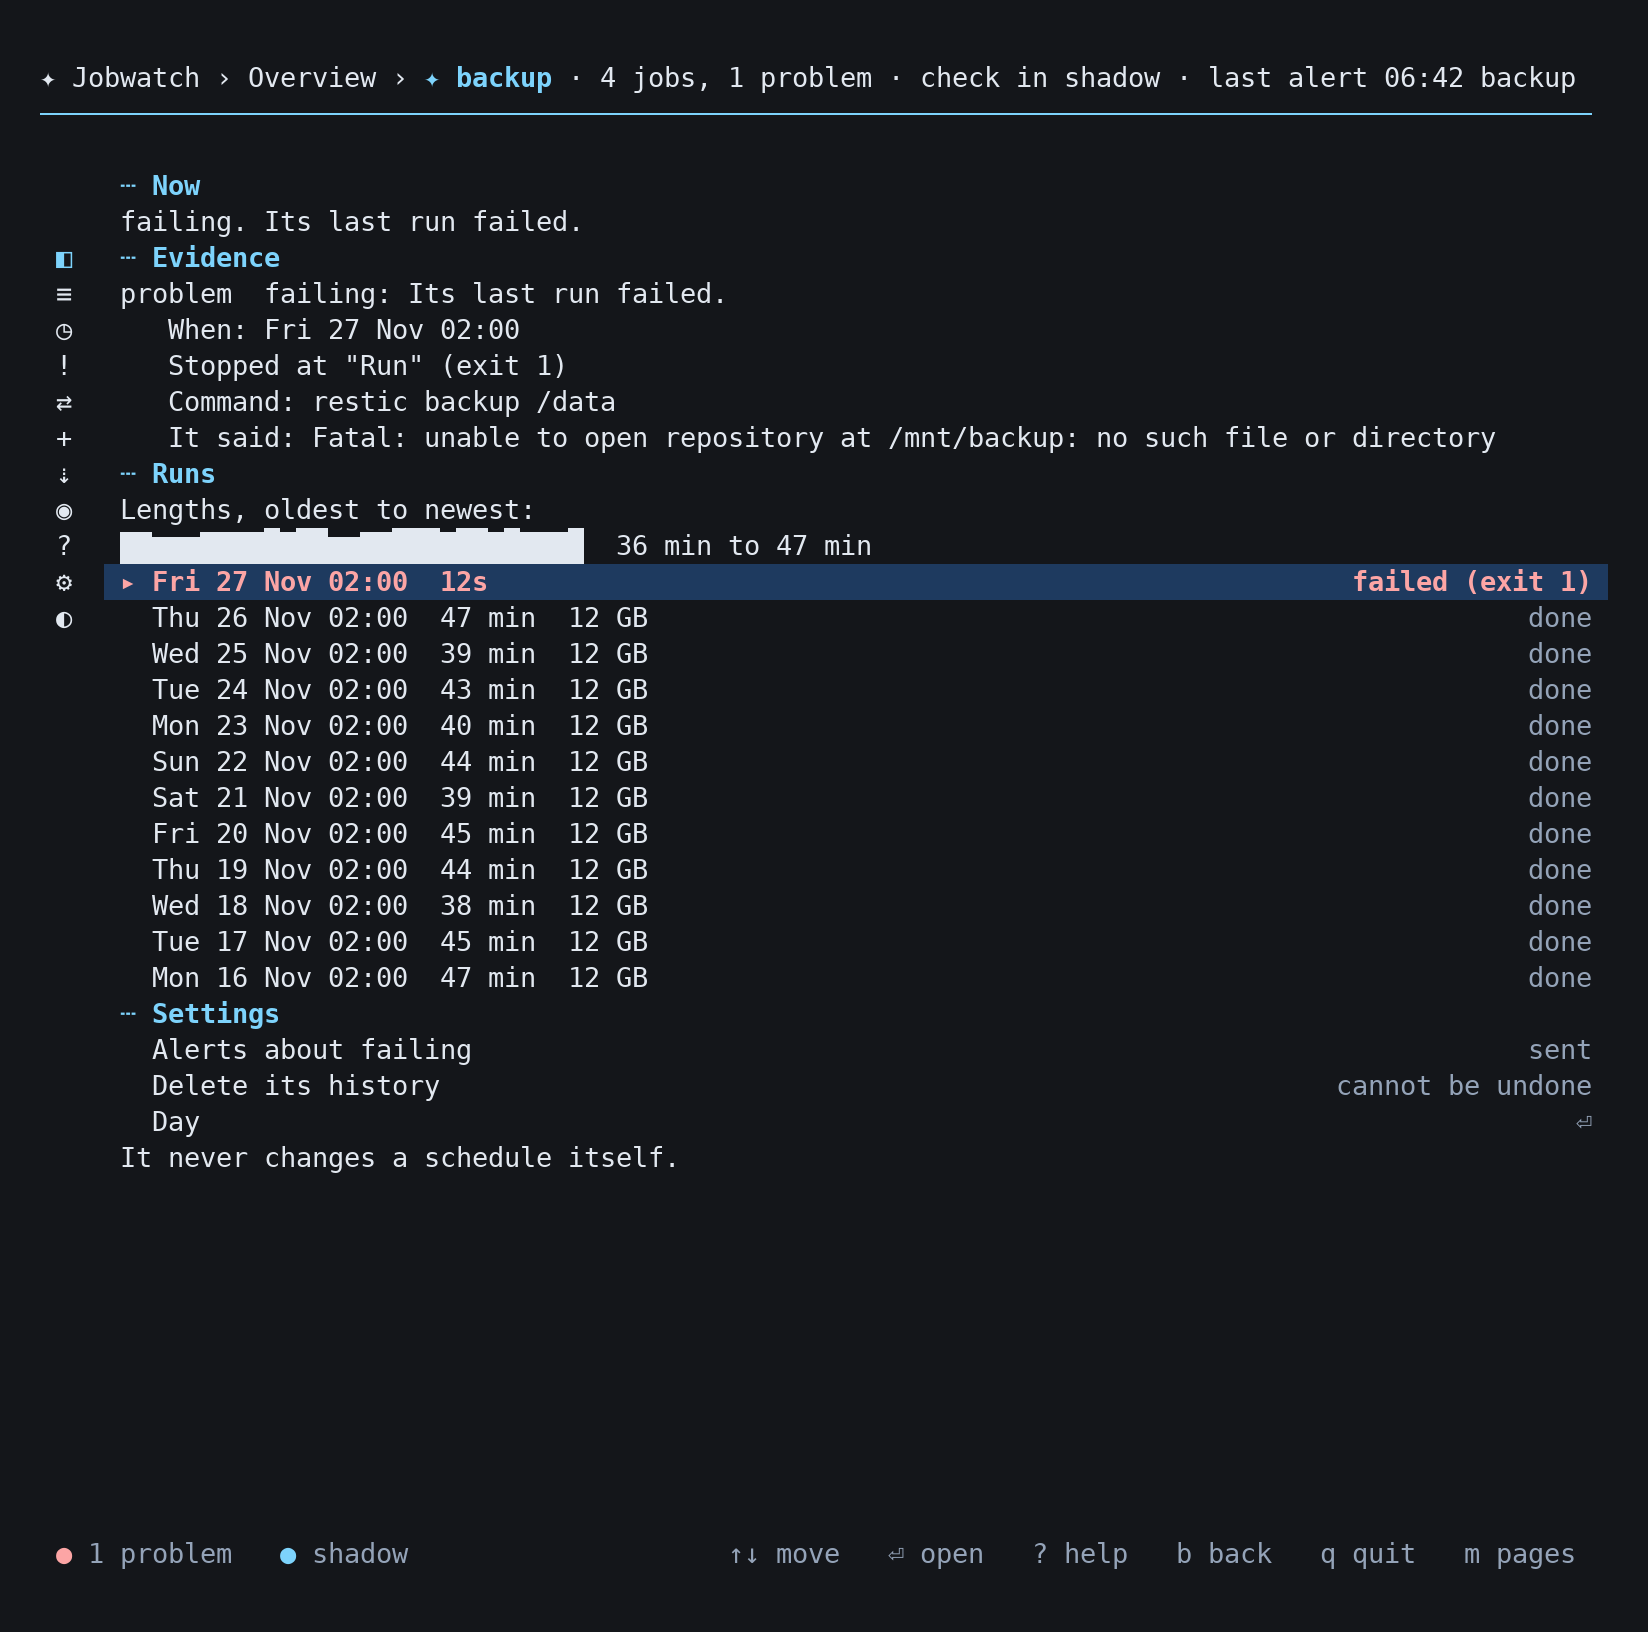 ✦ Jobwatch › Overview › ✦ backup · 4 jobs, 1 problem · check in shadow · last alert 06:42 backup
┄ Now
failing. Its last run failed.
◧ ┄ Evidence
≡ problem  failing: Its last run failed.
◷ When: Fri 27 Nov 02:00
! Stopped at "Run" (exit 1)
⇄ Command: restic backup /data
+ It said: Fatal: unable to open repository at /mnt/backup: no such file or directory
⇣ ┄ Runs
◉ Lengths, oldest to newest:
? 36 min to 47 min
⚙ ▸ Fri 27 Nov 02:00  12s  failed (exit 1)
◐ Thu 26 Nov 02:00  47 min  12 GB  done
Wed 25 Nov 02:00  39 min  12 GB  done
Tue 24 Nov 02:00  43 min  12 GB  done
Mon 23 Nov 02:00  40 min  12 GB  done
Sun 22 Nov 02:00  44 min  12 GB  done
Sat 21 Nov 02:00  39 min  12 GB  done
Fri 20 Nov 02:00  45 min  12 GB  done
Thu 19 Nov 02:00  44 min  12 GB  done
Wed 18 Nov 02:00  38 min  12 GB  done
Tue 17 Nov 02:00  45 min  12 GB  done
Mon 16 Nov 02:00  47 min  12 GB  done
┄ Settings
Alerts about failing  sent
Delete its history  cannot be undone
Day  ⏎
It never changes a schedule itself.
● 1 problem  ● shadow  ↑↓ move  ⏎ open  ? help  b back  q quit  m pages